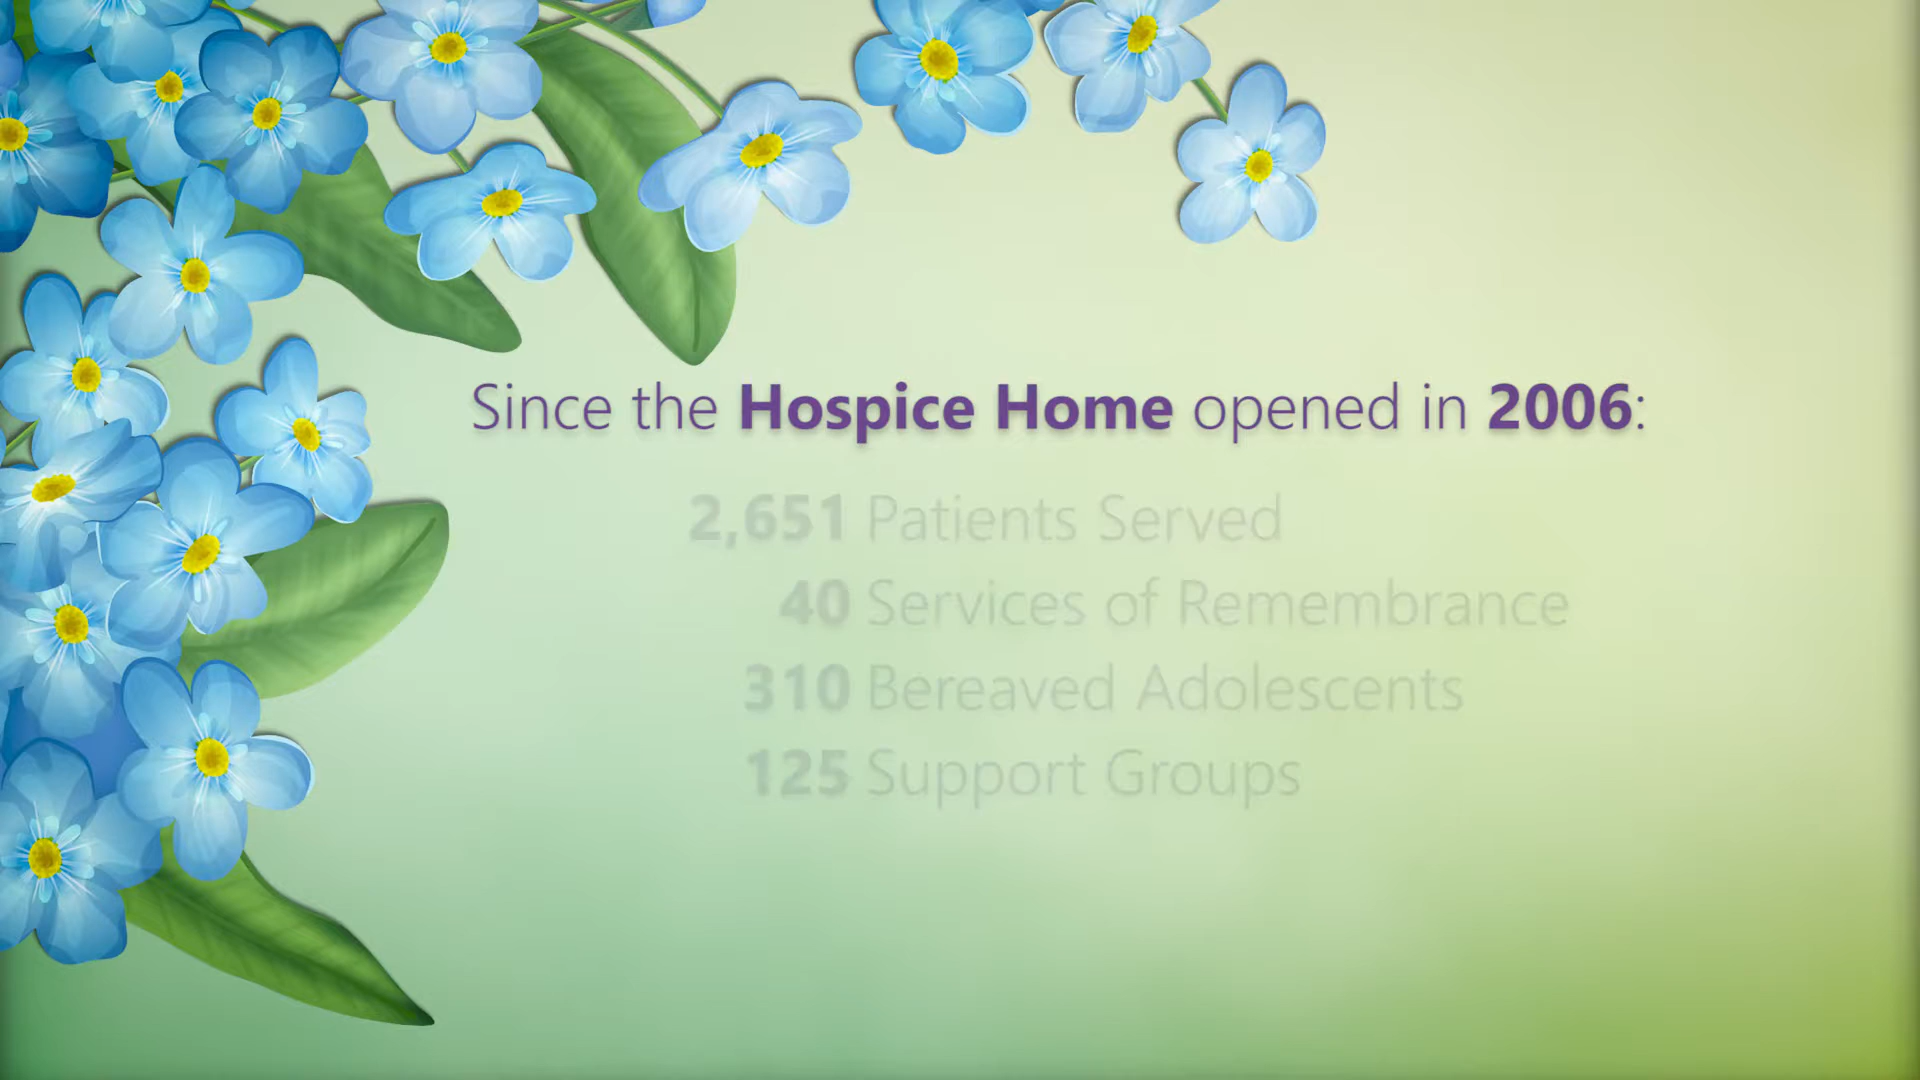 Since the Hospice Home opened in 2006:
2,651 Patients Served
40 Services of Remembrance
310 Bereaved Adolescents
125 Support Groups